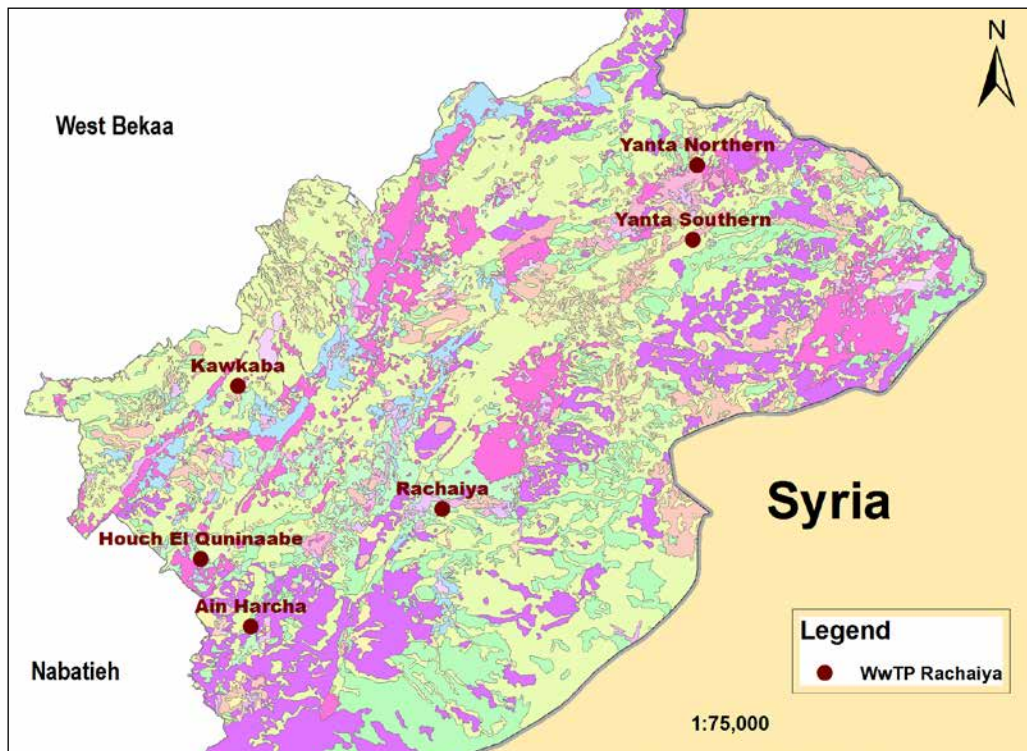 N
West Bekaa
Yanta Northern
Yanta Southern
Kawkaba
Rachaiya
Syria
Houch El Quninaabe
Ain Harcha
Nabatieh
Legend
WwTP Rachaiya
1:75,000